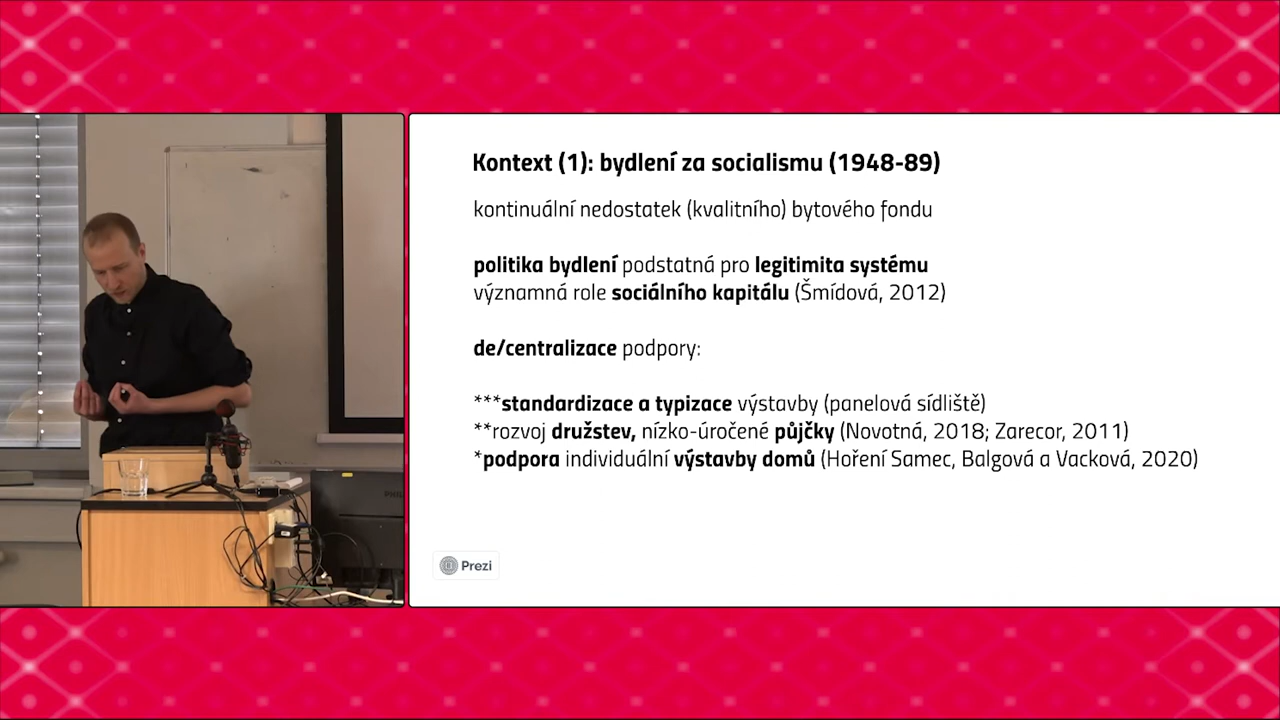 Kontext (1): bydlení za socialismu (1948-89)
kontinuální nedostatek (kvalitního) bytového fondu
politika bydlení podstatná pro legitimita systému
významná role sociálního kapitálu (Šmídová, 2012)
de/centralizace podpory:
***standardizace a typizace výstavby (panelová sídliště)
**rozvoj družstev, nízko-úročené půjčky (Novotná, 2018; Zarecor, 2011)
*podpora individuální výstavby domů (Hoření Samec, Balgová a Vacková, 2020)
Prezi